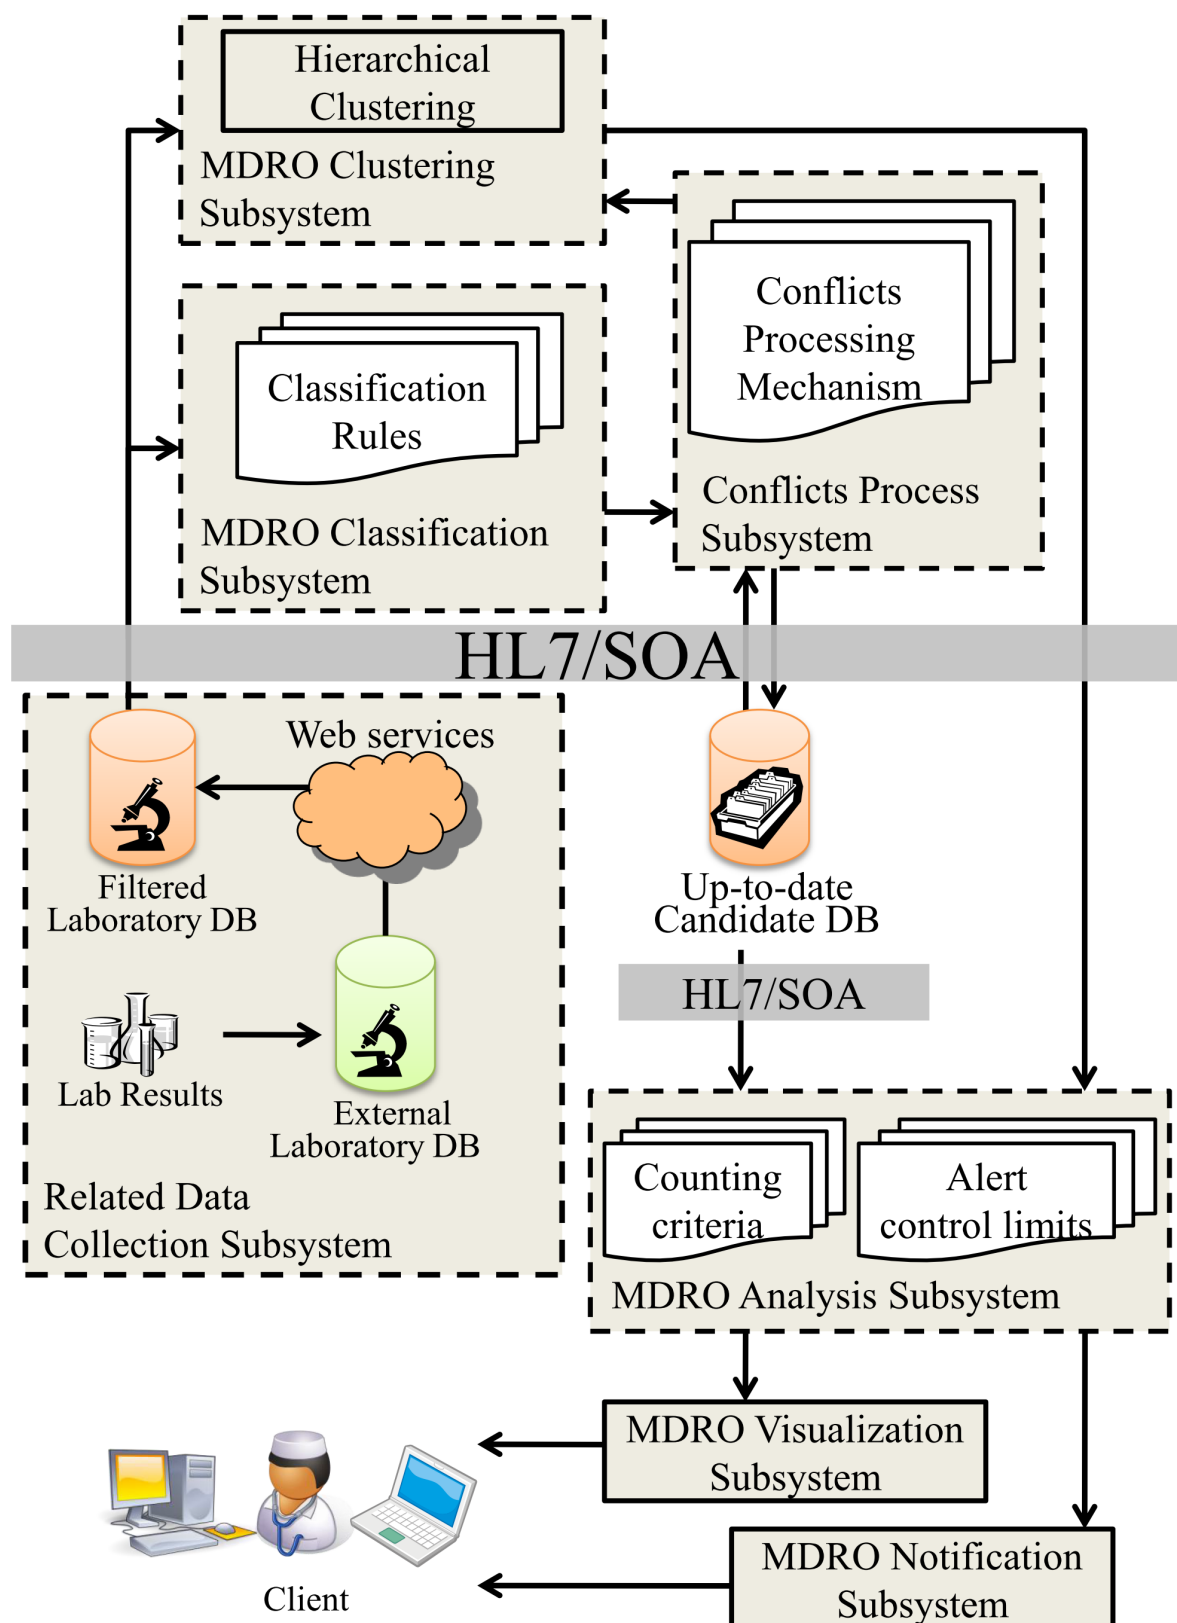 Hierarchical
Clustering
MDRO Clustering
Subsystem
Conflicts
Processing
Mechanism
Conflicts Process
Subsystem
Classification
Rules
MDRO Classification
Subsystem
HL7/SOA
Web services
Filtered
Laboratory DB
Lab Results
External
Laboratory DB
Related Data
Collection Subsystem
Up-to-date
Candidate DB
HL7/SOA
Counting
criteria
Alert
control limits
MDRO Analysis Subsystem
MDRO Visualization
Subsystem
MDRO Notification
Subsystem
Client